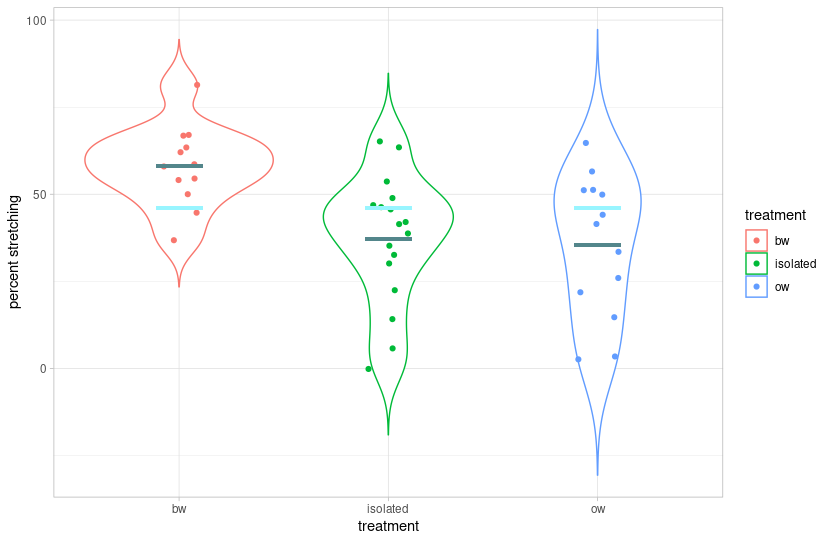 percent stretching
100
50
0
bw
isolated
ow
treatment
treatment
bw
isolated
ow